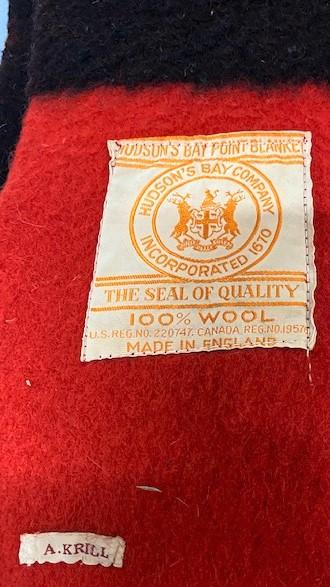 HUDSON'S BAY POINT BLANKE
HUDSON'S BAY COMPANY
INCORPORATED 1670
THE SEAL OF QUALITY
100% WOOL
U.S. REG. NO. 220747. CANADA. REG. NO. 1957
MADE IN ENGLAND
A. KRILL